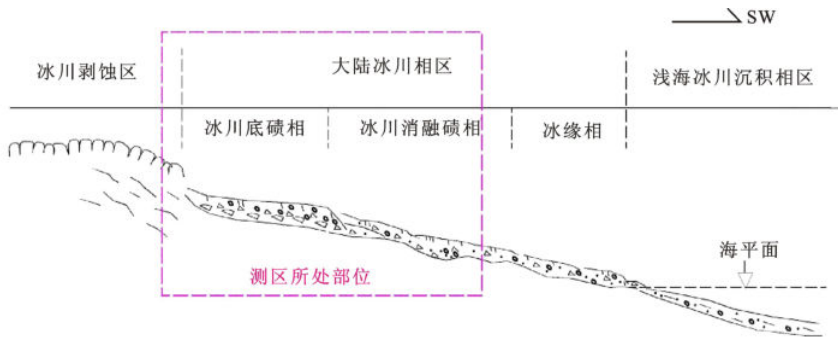 SW
冰川剥蚀区
大陆冰川相区
浅海冰川沉积相区
冰川底碛相
冰川消融碛相
冰缘相
海平面
测区所处部位